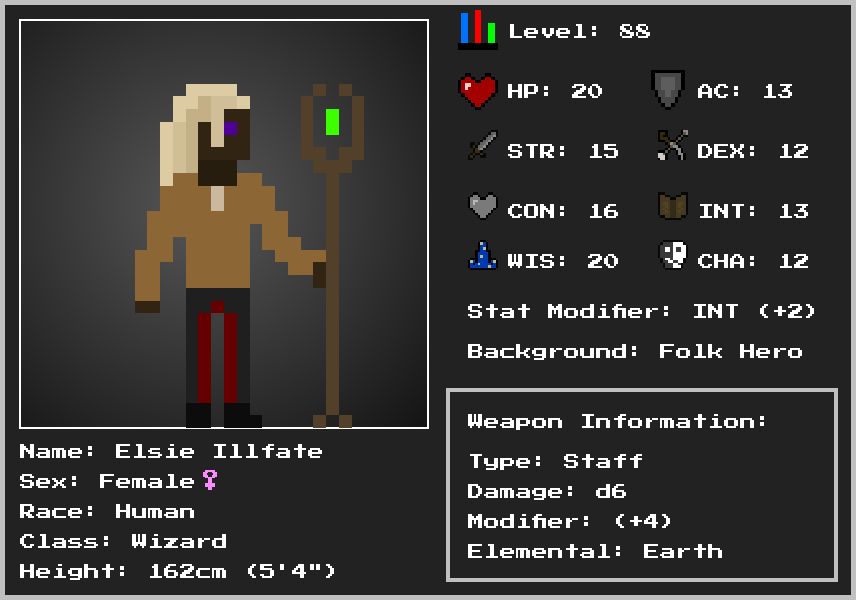 Level: 88
HP: 20
AC: 13
STR: 15
DEX: 12
CON: 16
INT: 13
WIS: 20
CHA: 12
Stat Modifier: INT (+2)
Background: Folk Hero
Weapon Information:
Type: Staff
Damage: d6
Modifier: (+4)
Elemental: Earth
Name: Elsie Illfate
Sex: Female♀
Race: Human
Class: Wizard
Height: 162cm (5'4")